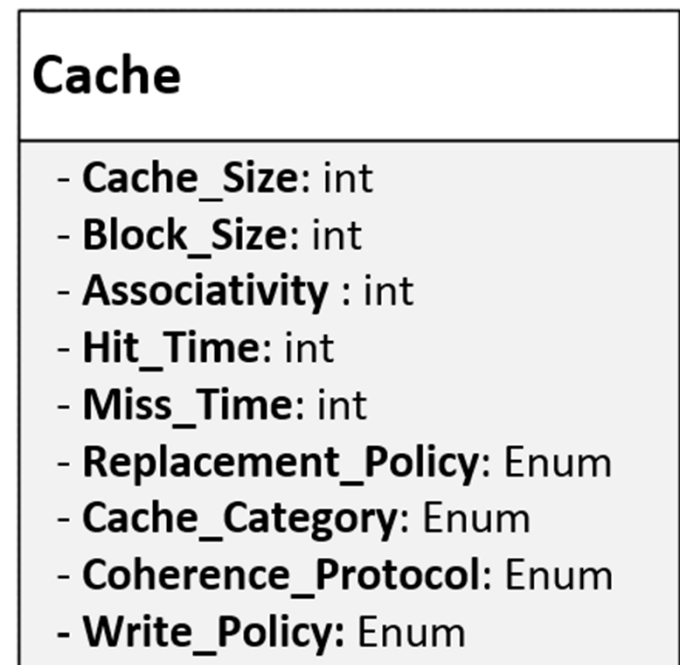 Cache
- Cache_Size: int
- Block_Size: int
- Associativity : int
- Hit_Time: int
- Miss_Time: int
- Replacement_Policy: Enum
- Cache_Category: Enum
- Coherence_Protocol: Enum
- Write_Policy: Enum